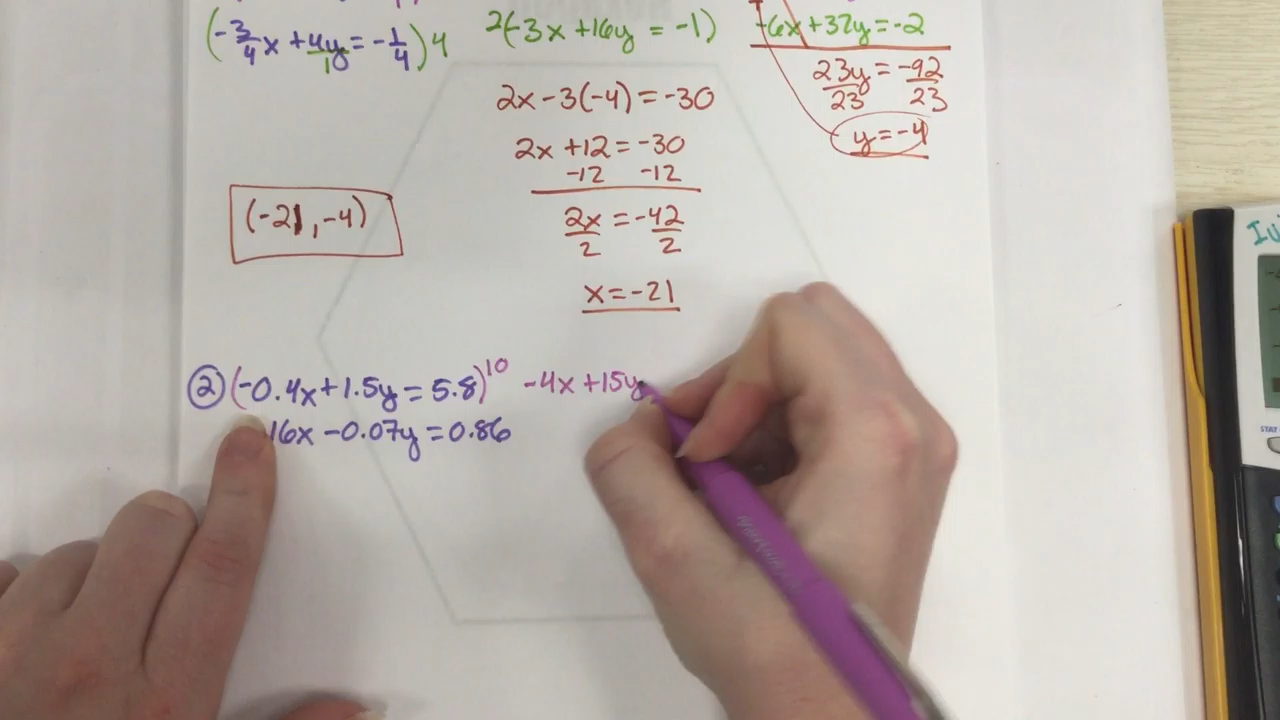 (-3/4x + 4y/1 = -1/4)4
2(-3x + 16y = -1)
-6x + 32y = -2
23y/23 = -92/23
y = -4
2x - 3(-4) = -30
2x + 12 = -30
-12 -12
2x/2 = -42/2
x = -21
(-21, -4)
② (-0.4x + 1.5y = 5.8)10 -4x + 15y
16x - 0.07y = 0.86